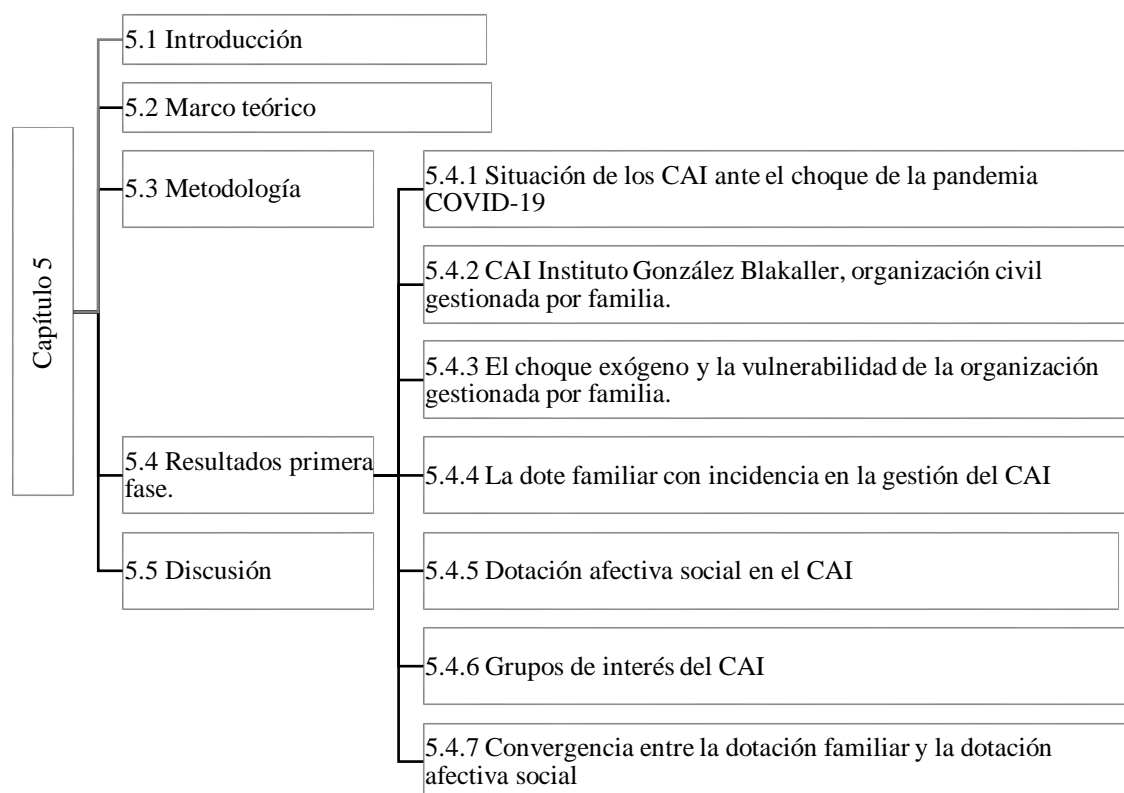 Capítulo 5
5.1 Introducción
5.2 Marco teórico
5.3 Metodología
5.4 Resultados primera
fase.
5.4.1 Situación de los CAI ante el choque de la pandemia
COVID-19
5.4.2 CAI Instituto González Blakaller, organización civil
gestionada por familia.
5.4.3 El choque exógeno y la vulnerabilidad de la organización
gestionada por familia.
5.4.4 La dote familiar con incidencia en la gestión del CAI
5.4.5 Dotación afectiva social en el CAI
5.4.6 Grupos de interés del CAI
5.4.7 Convergencia entre la dotación familiar y la dotación
afectiva social
5.5 Discusión